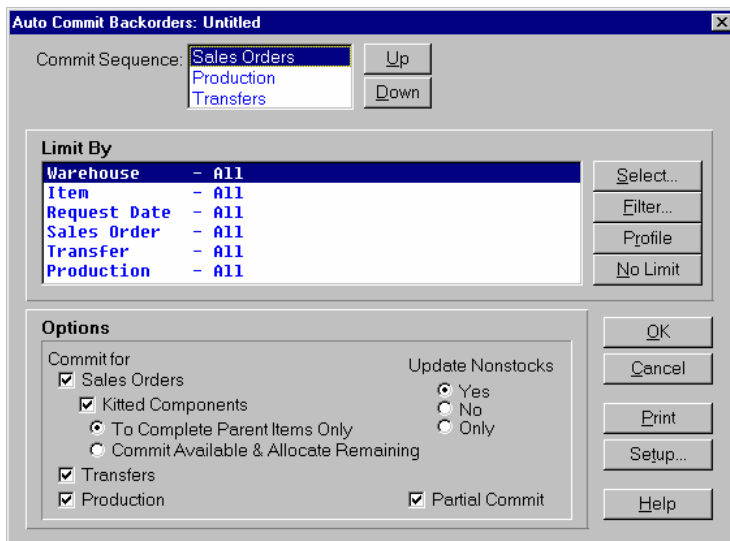 Auto Commit Backorders: Untitled
Commit Sequence: Sales Orders
Production
Transfers
Up
Down
Limit By
Warehouse - All
Item - All
Request Date - All
Sales Order - All
Transfer - All
Production - All
Select...
Filter...
Profile
No Limit
Options
Commit for
Sales Orders
Kitted Components
To Complete Parent Items Only
Commit Available & Allocate Remaining
Transfers
Production
Update Nonstocks
Yes
No
Only
Partial Commit
OK
Cancel
Print
Setup...
Help